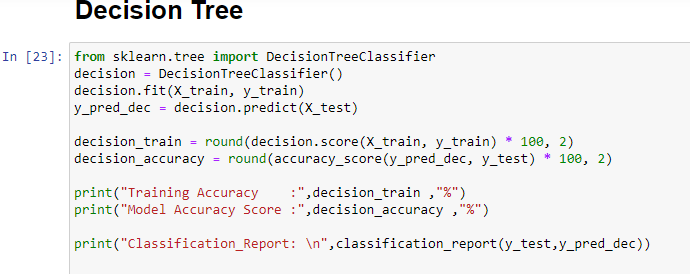 Decision Tree
In [23]: from sklearn.tree import DecisionTreeClassifier
decision = DecisionTreeClassifier()
decision.fit(X_train, y_train)
y_pred_dec = decision.predict(X_test)
decision_train = round(decision.score(X_train, y_train) * 100, 2)
decision_accuracy = round(accuracy_score(y_pred_dec, y_test) * 100, 2)
print("Training Accuracy    :",decision_train ,"%")
print("Model Accuracy Score :",decision_accuracy ,"%")
print("Classification_Report: \n",classification_report(y_test,y_pred_dec))